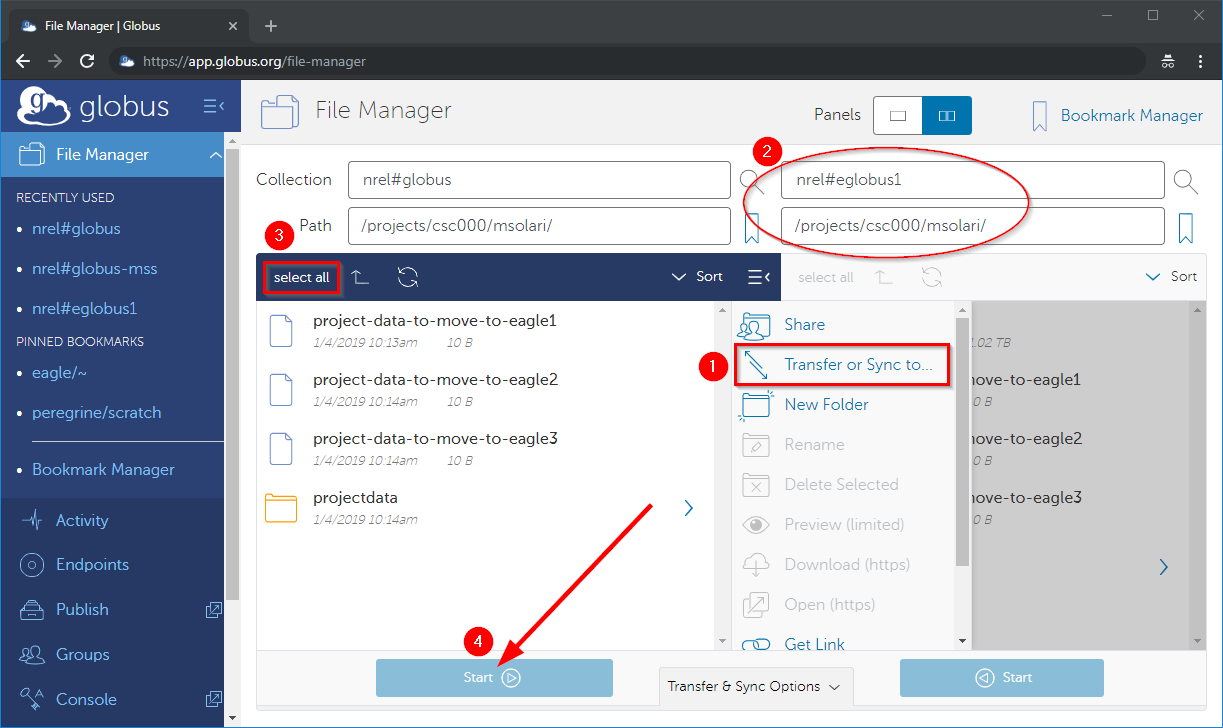 File Manager | Globus
https://app.globus.org/file-manager
globus
File Manager
Panels
Bookmark Manager
File Manager
RECENTLY USED
nrel#globus
nrel#globus-mss
nrel#eglobus1
PINNED BOOKMARKS
eagle/~
peregrine/scratch
Bookmark Manager
Activity
Endpoints
Publish
Groups
Console
Collection
nrel#globus
2
nrel#eglobus1
Path
/projects/csc000/msolari/
/projects/csc000/msolari/
3
select all
Sort
select all
Sort
project-data-to-move-to-eagle1
1/4/2019 10:13am 10 B
project-data-to-move-to-eagle2
1/4/2019 10:14am 10 B
project-data-to-move-to-eagle3
1/4/2019 10:14am 10 B
projectdata
1/4/2019 10:14am
1
Share
Transfer or Sync to...
New Folder
Rename
Delete Selected
Preview (limited)
Download (https)
Open (https)
Get Link
.02 TB
ove-to-eagle1
0 B
ove-to-eagle2
0 B
ove-to-eagle3
0 B
4
Start
Transfer & Sync Options
Start